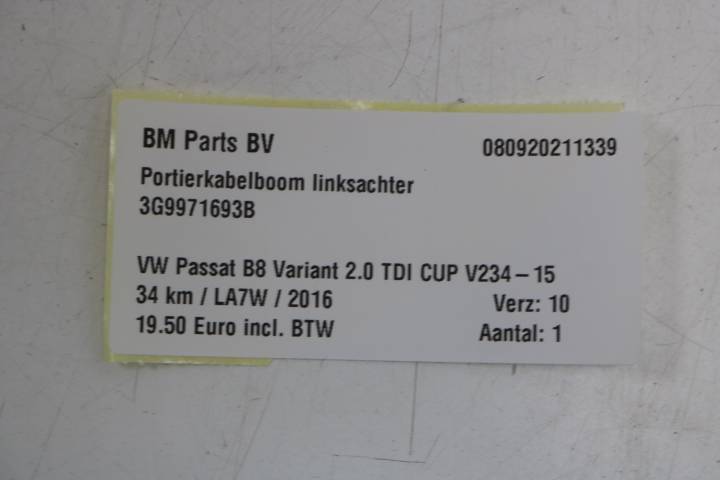 BM Parts BV 080920211339
Portierkabelboom linksachter
3G9971693B
VW Passat B8 Variant 2.0 TDI CUP V234-15
34 km / LA7W / 2016 Verz: 10
19.50 Euro incl. BTW Aantal: 1